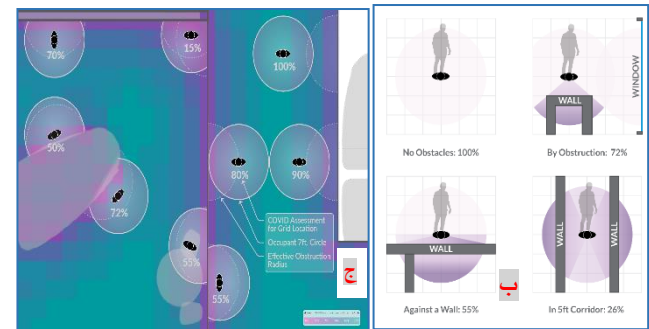 70%
15%
100%
50%
80%
90%
72%
COVID Assessment
for Grid Location
Occupant 7ft. Circle
Effective Obstruction
Radius
55%
55%
ج
WINDOW
WALL
No Obstacles: 100%
By Obstruction: 72%
WALL
WALL
WALL
ب
Against a Wall: 55%
In 5ft Corridor: 26%